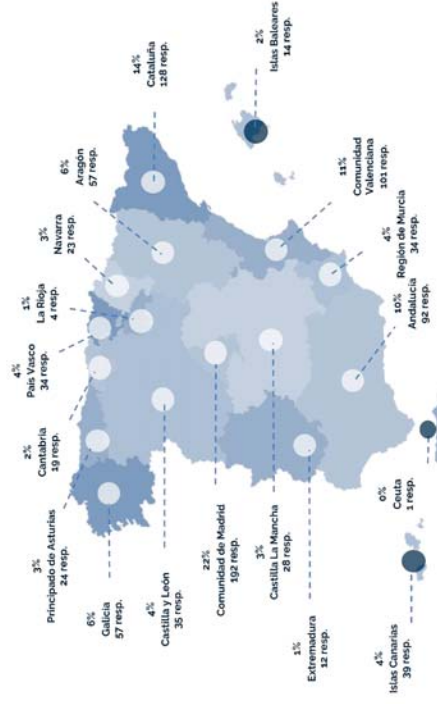 14%
Cataluña
128 resp.
2%
Islas Baleares
14 resp.
6%
Aragón
57 resp.
3%
Navarra
23 resp.
1%
La Rioja
4 resp.
4%
País Vasco
34 resp.
2%
Cantabria
19 resp.
3%
Principado de Asturias
24 resp.
6%
Galicia
57 resp.
4%
Castilla y León
35 resp.
22%
Comunidad de Madrid
192 resp.
3%
Castilla La Mancha
28 resp.
1%
Extremadura
12 resp.
11%
Comunidad
Valenciana
101 resp.
4%
Región de Murcia
34 resp.
10%
Andalucía
92 resp.
0%
Ceuta
1 resp.
4%
Islas Canarias
39 resp.